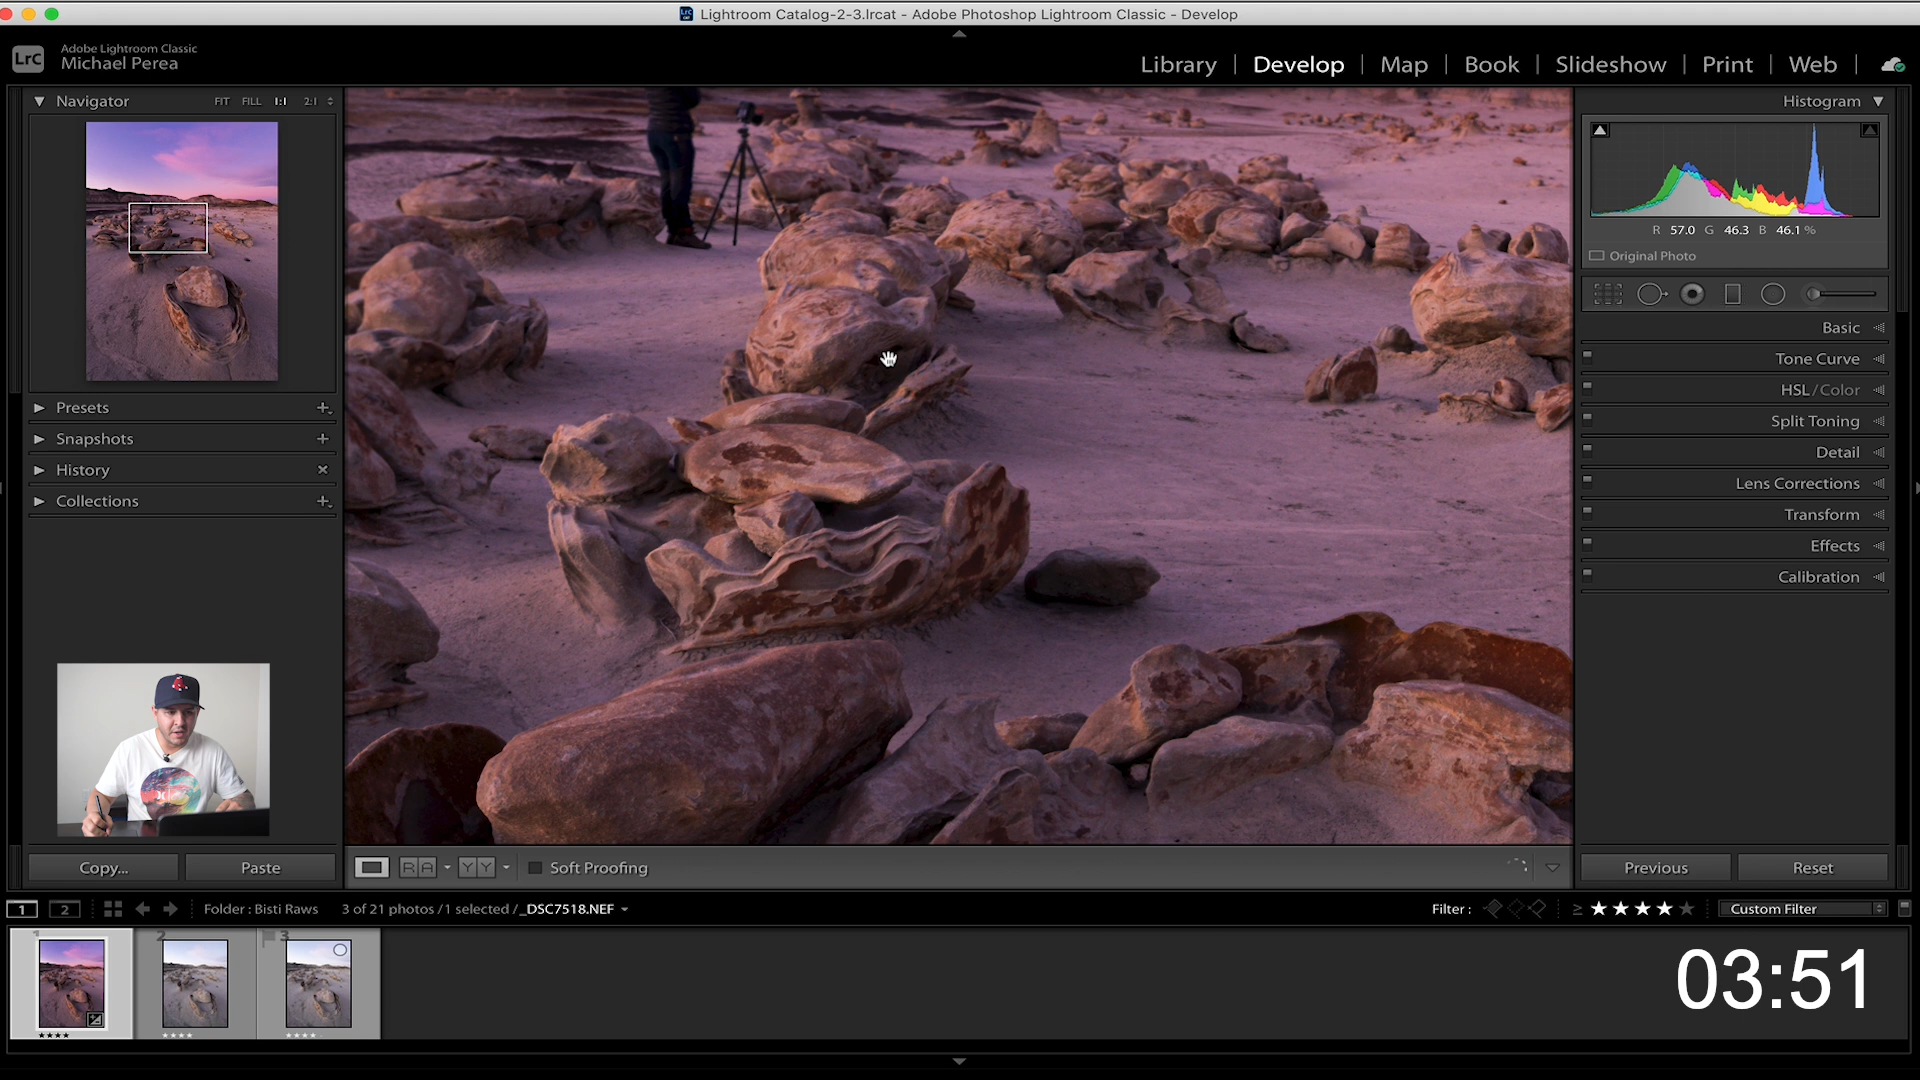 Lightroom Catalog-2-3.lrcat - Adobe Photoshop Lightroom Classic - Develop
LrC
Adobe Lightroom Classic
Michael Perea
Library | Develop | Map | Book | Slideshow | Print | Web
Navigator FIT FILL 1:1 2:1
Histogram
R 57.0 G 46.3 B 46.1 %
Original Photo
Basic
Tone Curve
HSL / Color
Split Toning
Detail
Lens Corrections
Transform
Effects
Calibration
Presets
Snapshots
History
Collections
Copy... Paste
R A Y Y Soft Proofing
Previous Reset
1 2 Folder : Bisti Raws 3 of 21 photos / 1 selected / _DSC7518.NEF
Filter : ≥ ★★★★★ Custom Filter
1 2 3
03:51